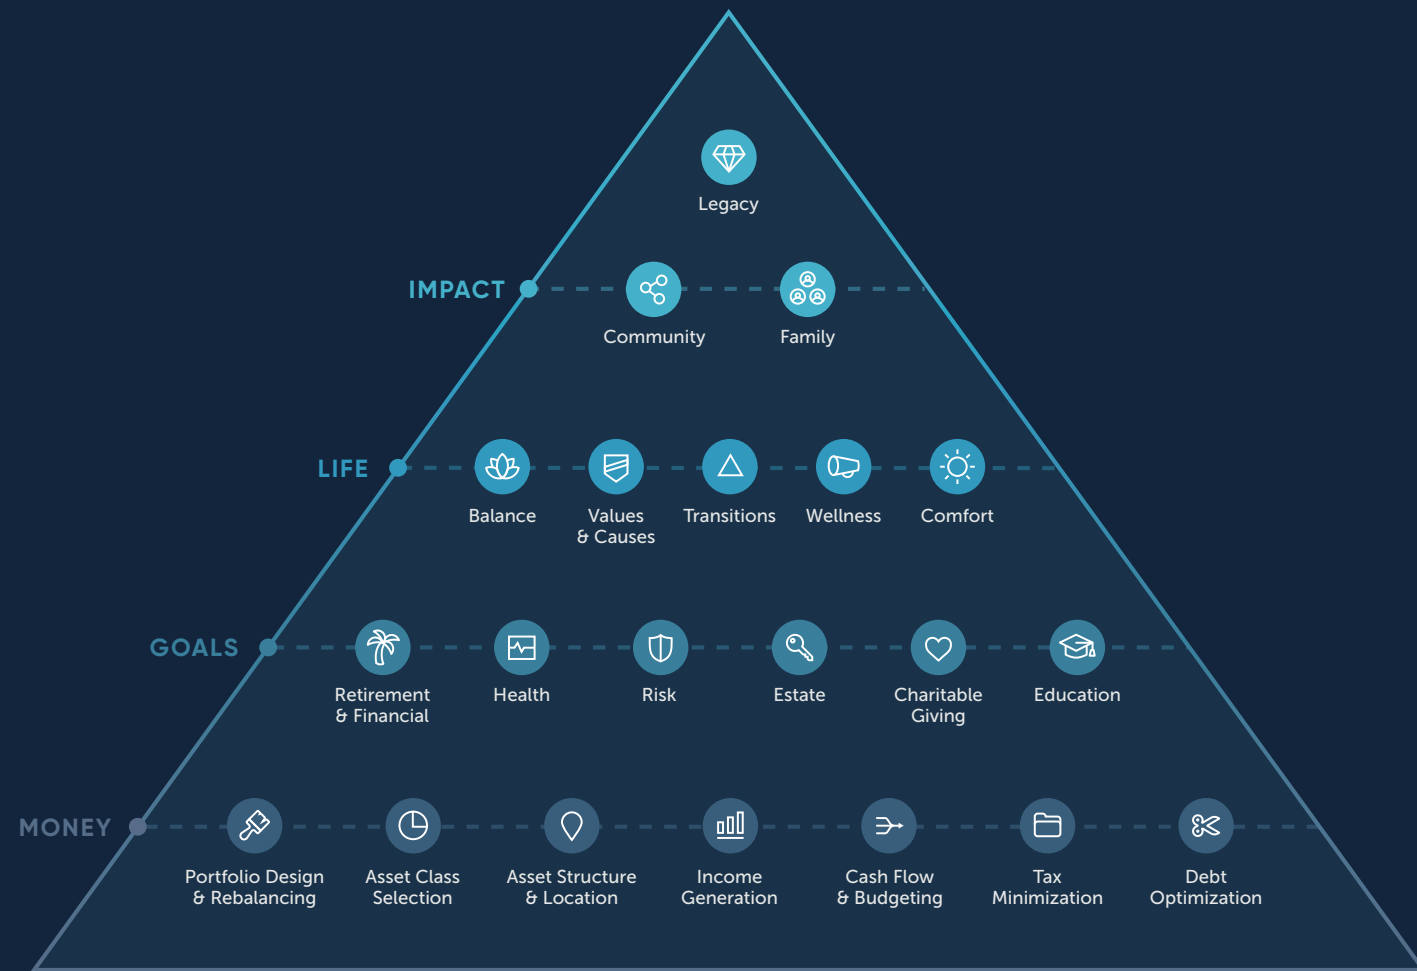 Legacy
IMPACT
Community
Family
LIFE
Balance
Values
& Causes
Transitions
Wellness
Comfort
GOALS
Retirement
& Financial
Health
Risk
Estate
Charitable
Giving
Education
MONEY
Portfolio Design
& Rebalancing
Asset Class
Selection
Asset Structure
& Location
Income
Generation
Cash Flow
& Budgeting
Tax
Minimization
Debt
Optimization